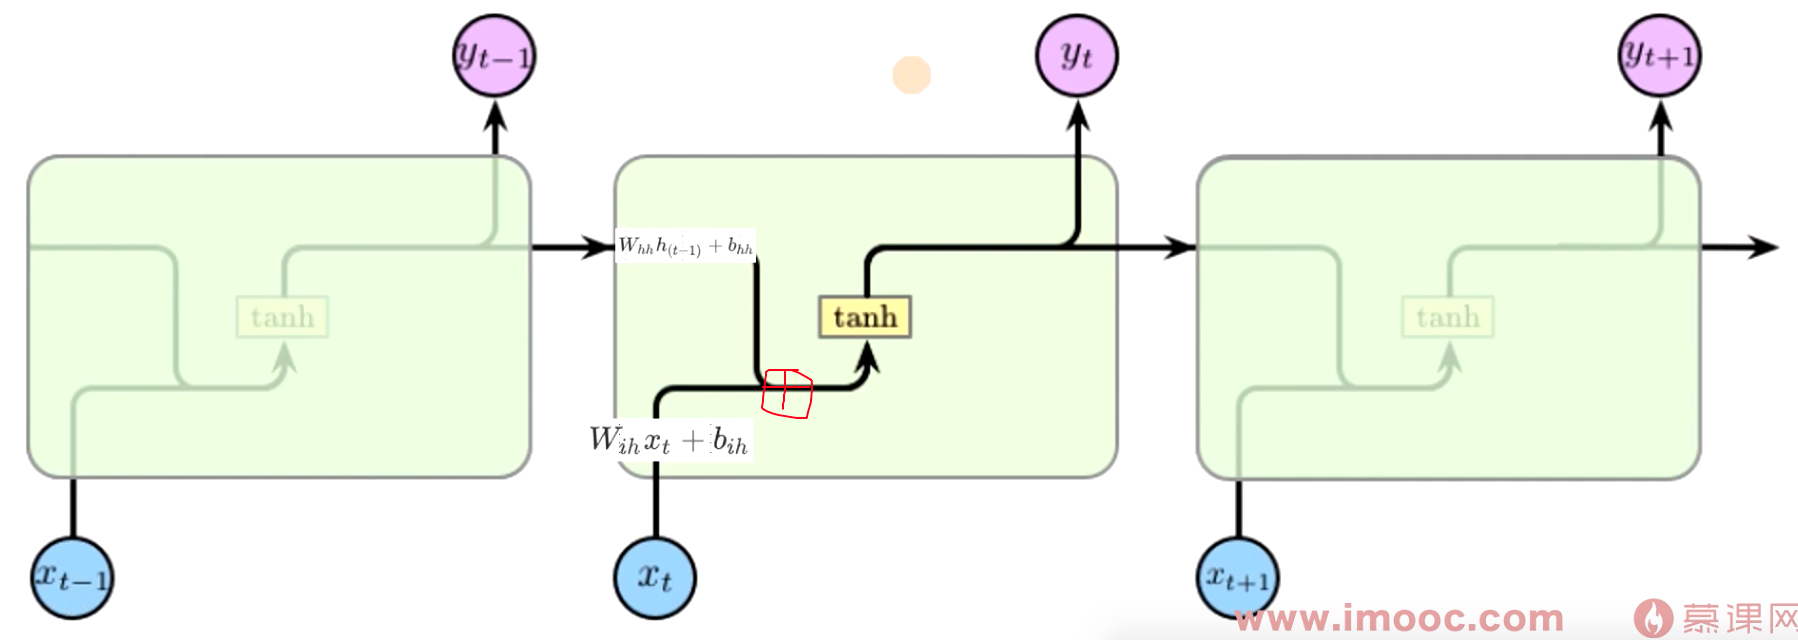 y_{t-1} y_t y_{t+1}
W_{hh}h_{(t-1)} + b_{hh}
tanh tanh tanh
W_{ih}x_t + b_{ih}
x_{t-1} x_t x_{t+1}
www.imooc.com 慕课网